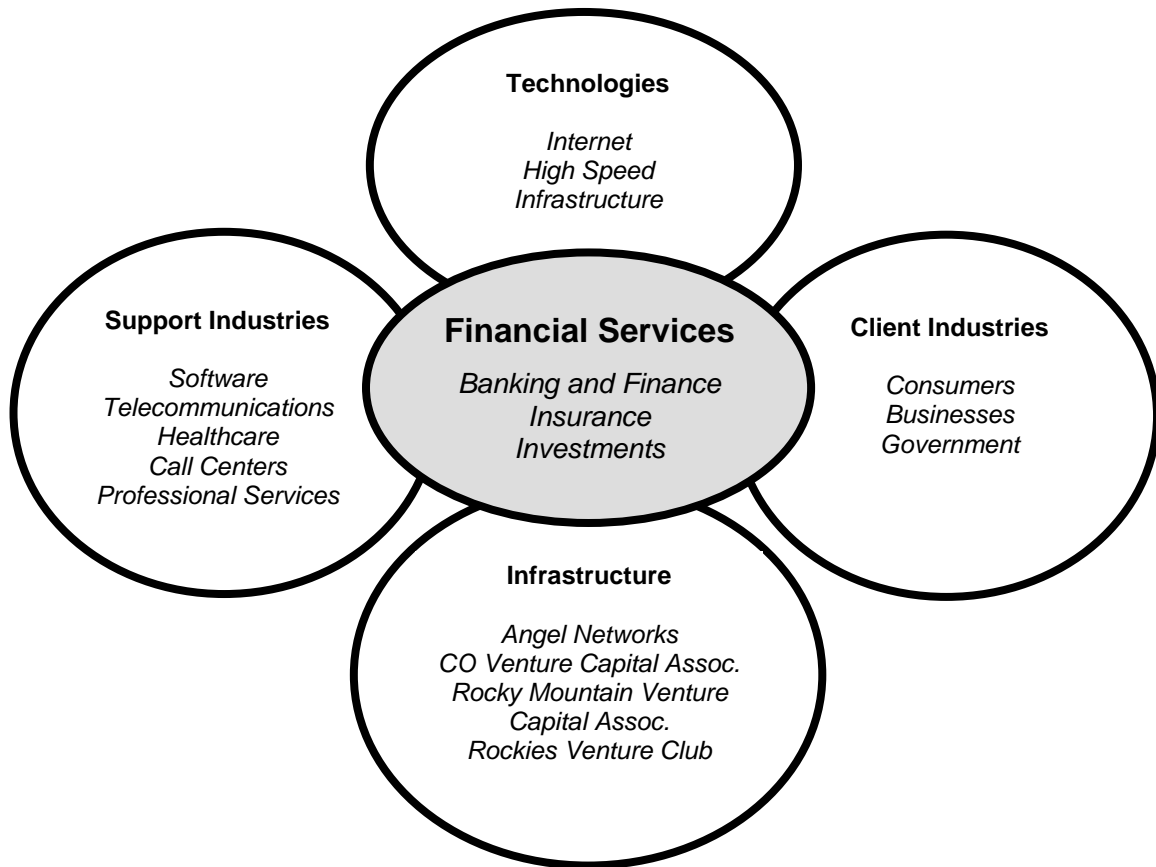 Technologies
Internet
High Speed
Infrastructure
Support Industries
Software
Telecommunications
Healthcare
Call Centers
Professional Services
Financial Services
Banking and Finance
Insurance
Investments
Client Industries
Consumers
Businesses
Government
Infrastructure
Angel Networks
CO Venture Capital Assoc.
Rocky Mountain Venture
Capital Assoc.
Rockies Venture Club